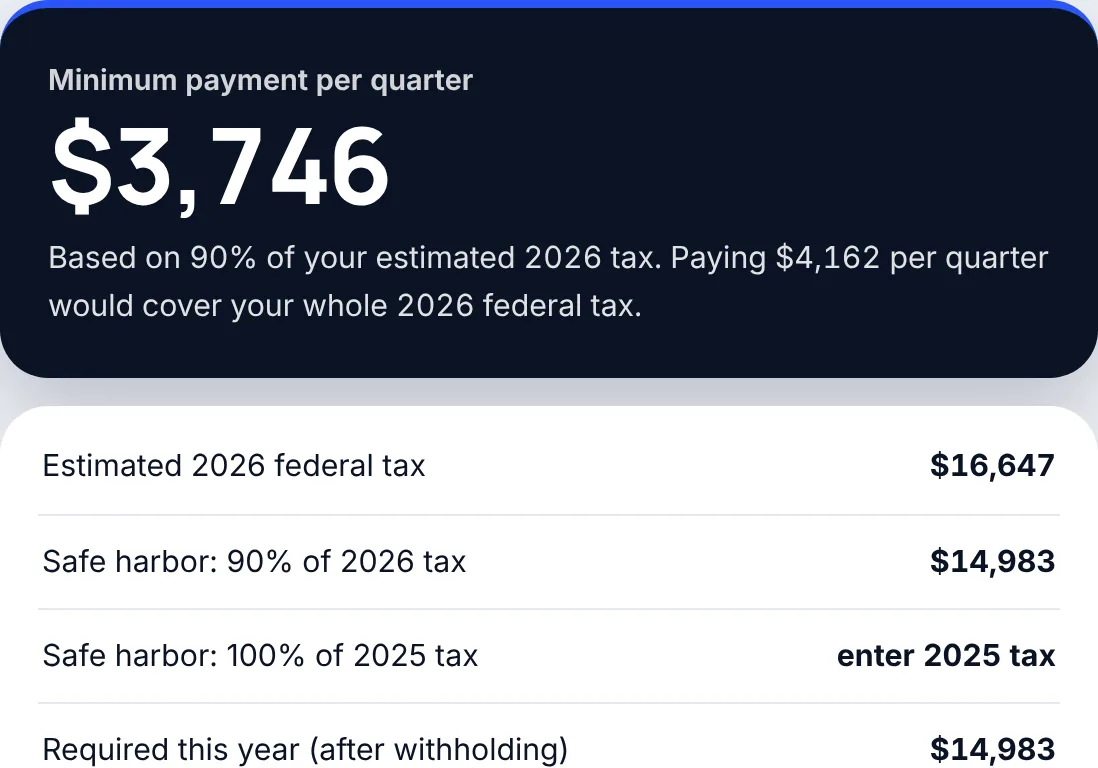 Minimum payment per quarter
$3,746
Based on 90% of your estimated 2026 tax. Paying $4,162 per quarter
would cover your whole 2026 federal tax.
Estimated 2026 federal tax $16,647
Safe harbor: 90% of 2026 tax $14,983
Safe harbor: 100% of 2025 tax enter 2025 tax
Required this year (after withholding) $14,983